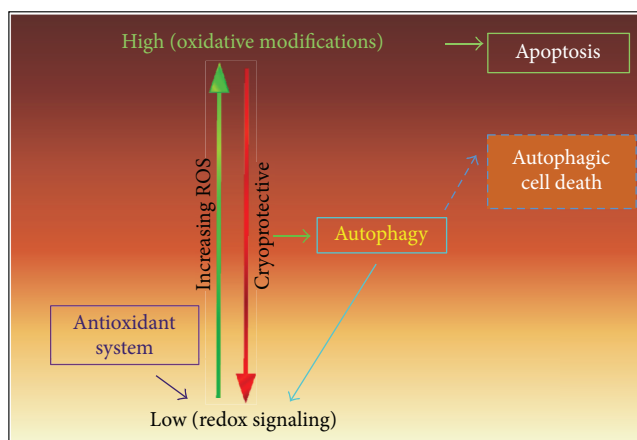 High (oxidative modifications)
Apoptosis
Autophagic
cell death
Increasing ROS
Cryoprotective
Autophagy
Antioxidant
system
Low (redox signaling)